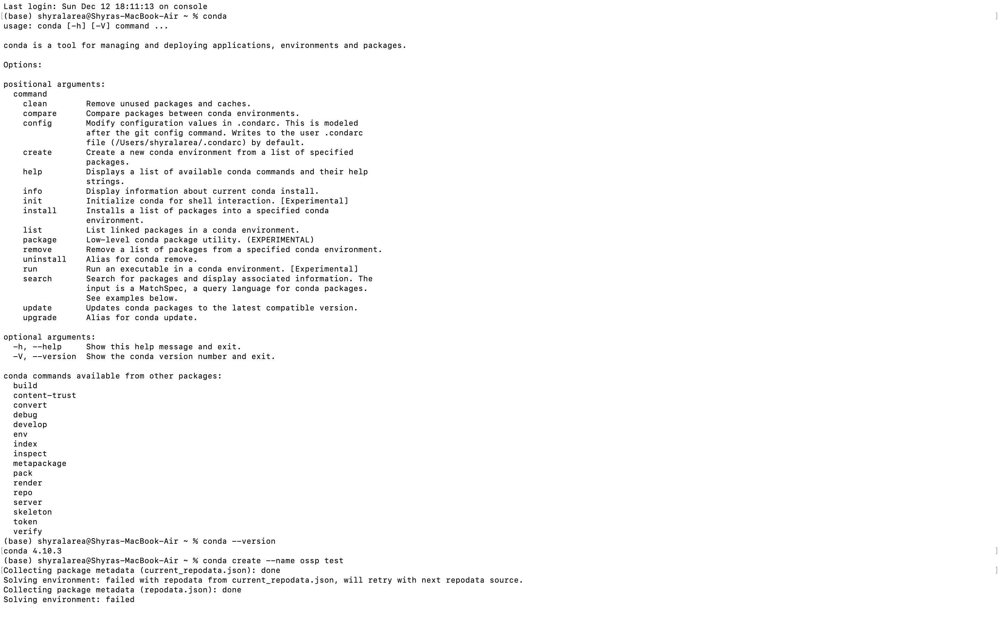 Last login: Sun Dec 12 18:11:13 on console
[(base) shyralarea@Shyras-MacBook-Air ~ % conda ]
usage: conda [-h] [-V] command ...

conda is a tool for managing and deploying applications, environments and packages.

Options:

positional arguments:
  command
    clean        Remove unused packages and caches.
    compare      Compare packages between conda environments.
    config       Modify configuration values in .condarc. This is modeled
                 after the git config command. Writes to the user .condarc
                 file (/Users/shyralarea/.condarc) by default.
    create       Create a new conda environment from a list of specified
                 packages.
    help         Displays a list of available conda commands and their help
                 strings.
    info         Display information about current conda install.
    init         Initialize conda for shell interaction. [Experimental]
    install      Installs a list of packages into a specified conda
                 environment.
    list         List linked packages in a conda environment.
    package      Low-level conda package utility. (EXPERIMENTAL)
    remove       Remove a list of packages from a specified conda environment.
    uninstall    Alias for conda remove.
    run          Run an executable in a conda environment. [Experimental]
    search       Search for packages and display associated information. The
                 input is a MatchSpec, a query language for conda packages.
                 See examples below.
    update       Updates conda packages to the latest compatible version.
    upgrade      Alias for conda update.

optional arguments:
  -h, --help     Show this help message and exit.
  -V, --version  Show the conda version number and exit.

conda commands available from other packages:
  build
  content-trust
  convert
  debug
  develop
  env
  index
  inspect
  metapackage
  pack
  render
  repo
  server
  skeleton
  token
  verify
(base) shyralarea@Shyras-MacBook-Air ~ % conda --version
[conda 4.10.3 ]
(base) shyralarea@Shyras-MacBook-Air ~ % conda create --name ossp test
[Collecting package metadata (current_repodata.json): done ]
Solving environment: failed with repodata from current_repodata.json, will retry with next repodata source.
Collecting package metadata (repodata.json): done
Solving environment: failed